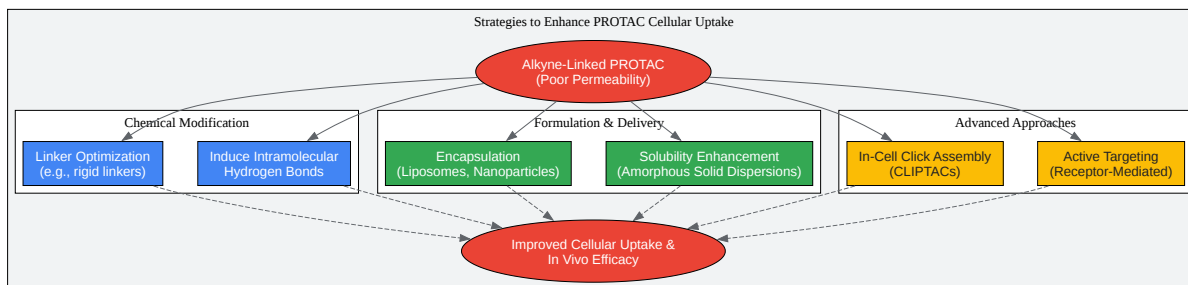 Strategies to Enhance PROTAC Cellular Uptake
Alkyne-Linked PROTAC
(Poor Permeability)
Chemical Modification
Formulation & Delivery
Advanced Approaches
Linker Optimization
(e.g., rigid linkers)
Induce Intramolecular
Hydrogen Bonds
Encapsulation
(Liposomes, Nanoparticles)
Solubility Enhancement
(Amorphous Solid Dispersions)
In-Cell Click Assembly
(CLIPTACs)
Active Targeting
(Receptor-Mediated)
Improved Cellular Uptake &
In Vivo Efficacy